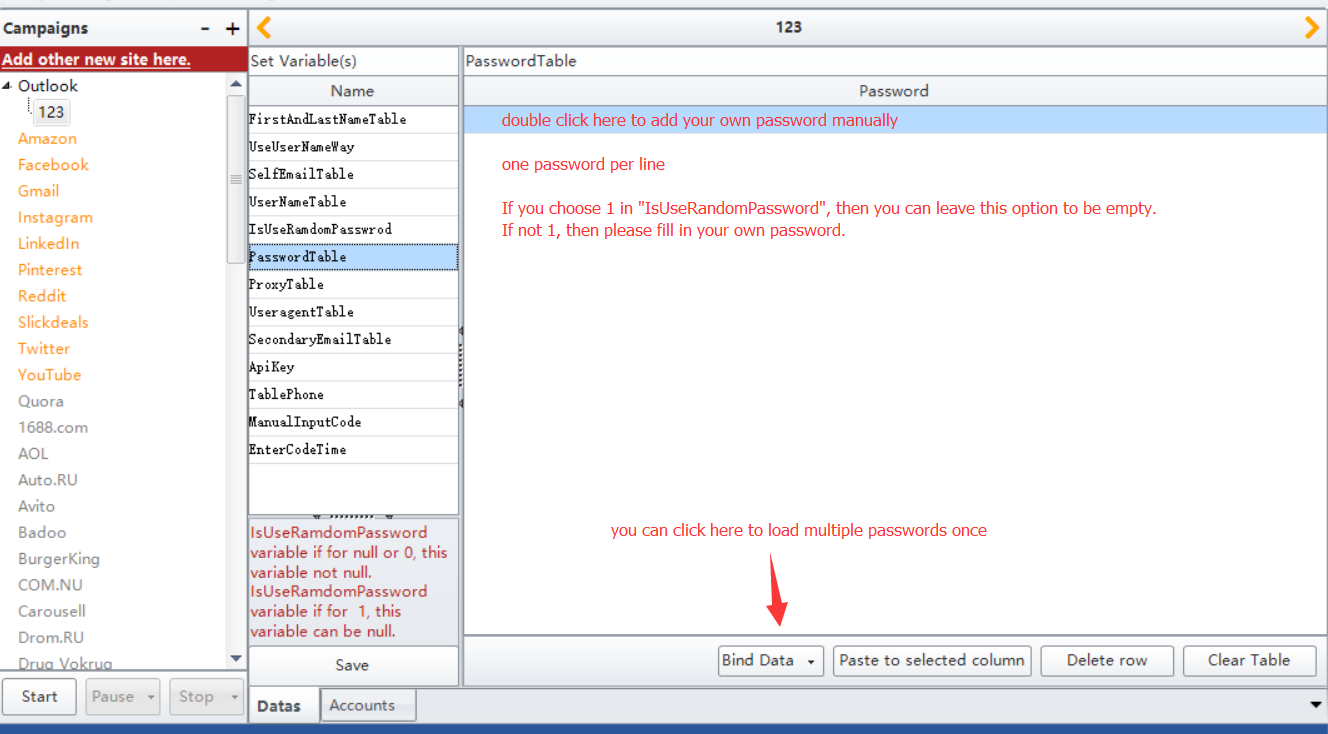 Campaigns - +
123
Add other new site here.
Set Variable(s)
PasswordTable
Outlook
Name
Password
123
FirstAndLastNameTable
double click here to add your own password manually
Amazon
UseUserNameWay
Facebook
one password per line
SelfEmailTable
Gmail
UserNameTable
If you choose 1 in "IsUseRandomPassword", then you can leave this option to be empty.
Instagram
IsUseRamdomPasswrod
If not 1, then please fill in your own password.
LinkedIn
PasswordTable
Pinterest
ProxyTable
Reddit
UseragentTable
Slickdeals
SecondaryEmailTable
Twitter
ApiKey
YouTube
TablePhone
Quora
ManualInputCode
1688.com
EnterCodeTime
AOL
Auto.RU
Avito
Badoo
BurgerKing
COM.NU
Carousell
Drom.RU
Drug Vokrug
IsUseRamdomPassword
variable if for null or 0, this
variable not null.
IsUseRamdomPassword
variable if for 1, this
variable can be null.
you can click here to load multiple passwords once
Save
Bind Data
Paste to selected column
Delete row
Clear Table
Start
Pause
Stop
Datas
Accounts